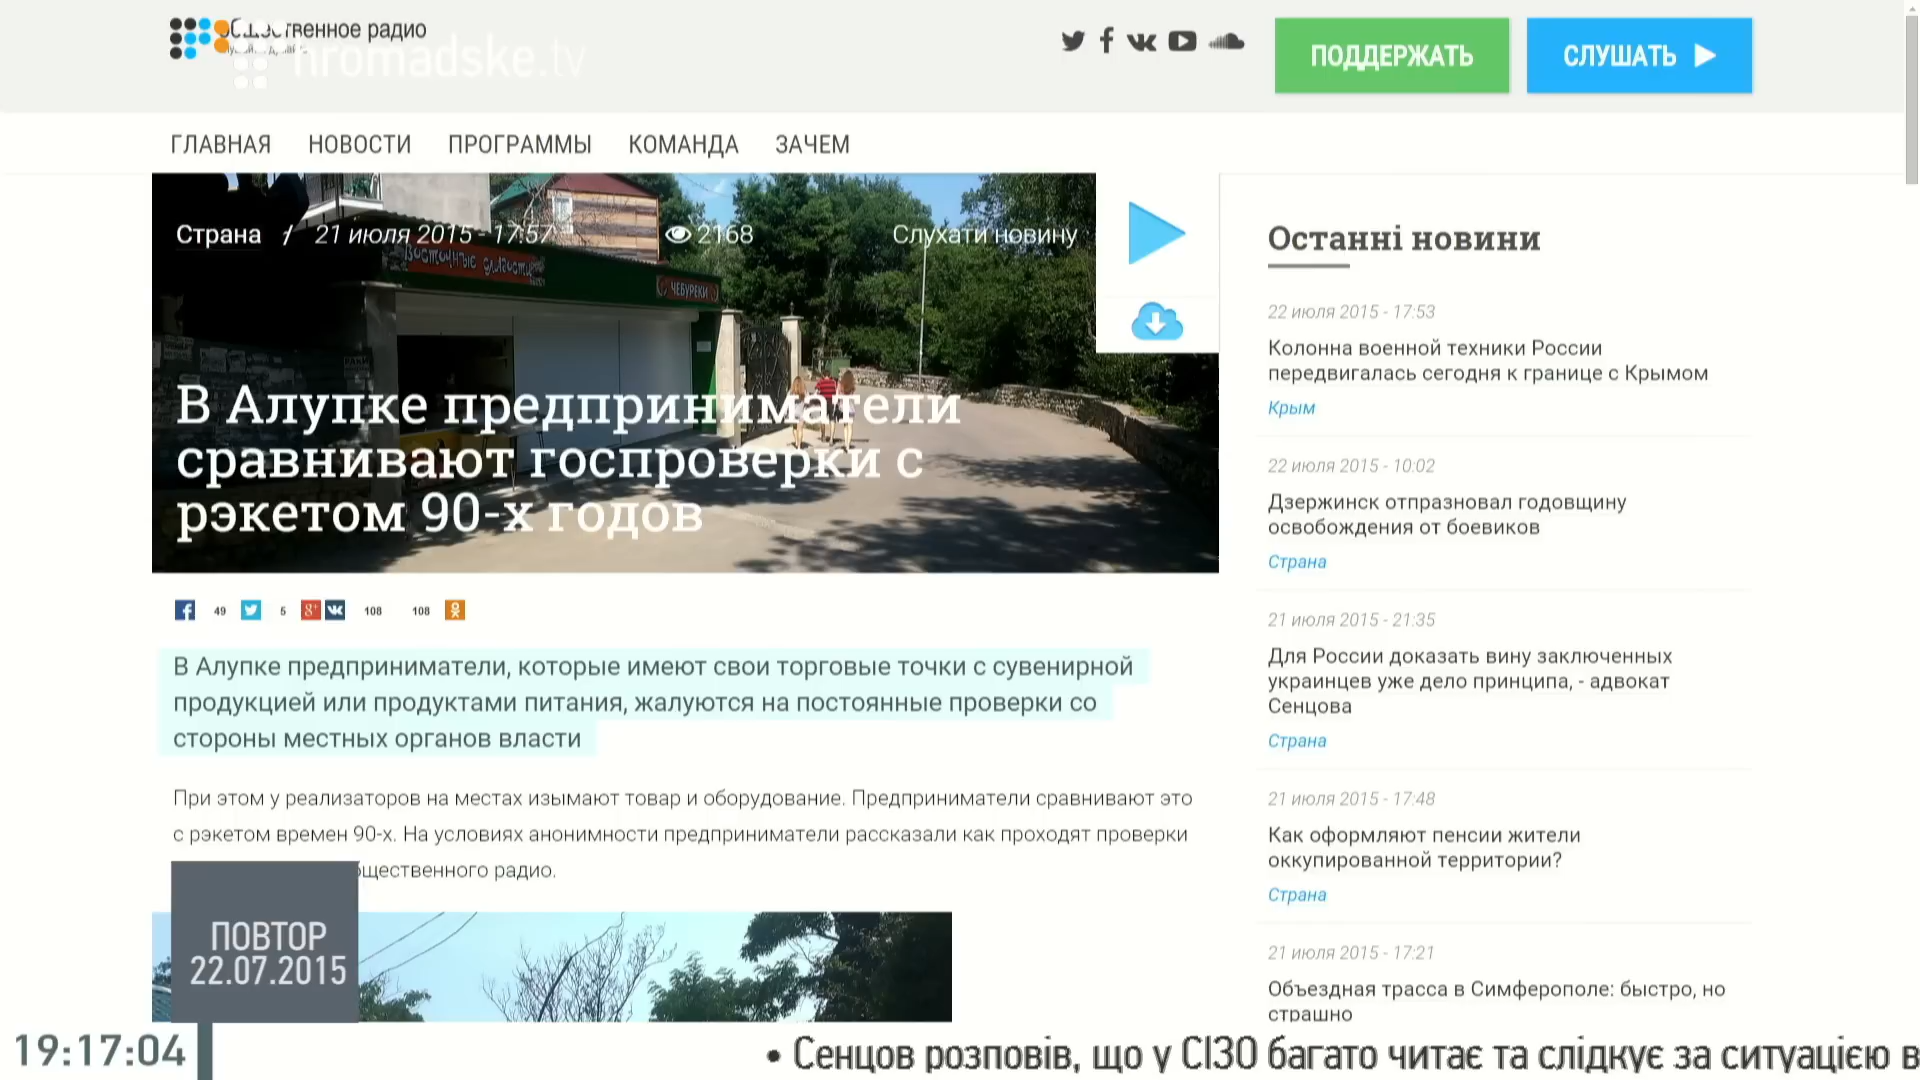 общественное радио
hromadske.tv
ПОДДЕРЖАТЬ
СЛУШАТЬ
ГЛАВНАЯ НОВОСТИ ПРОГРАММЫ КОМАНДА ЗАЧЕМ
Страна / 21 июля 2015 - 17:57 2168 Слухати новину
Восточные сладости
ЧЕБУРЕКИ
В Алупке предприниматели
сравнивают госпроверки с
рэкетом 90-х годов
49 5 8+ 108 108
В Алупке предприниматели, которые имеют свои торговые точки с сувенирной
продукцией или продуктами питания, жалуются на постоянные проверки со
стороны местных органов власти
При этом у реализаторов на местах изымают товар и оборудование. Предприниматели сравнивают это
с рэкетом времен 90-х. На условиях анонимности предприниматели рассказали как проходят проверки
бщественного радио.
Останні новини
22 июля 2015 - 17:53
Колонна военной техники России
передвигалась сегодня к границе с Крымом
Крым
22 июля 2015 - 10:02
Дзержинск отпразновал годовщину
освобождения от боевиков
Страна
21 июля 2015 - 21:35
Для России доказать вину заключенных
украинцев уже дело принципа, - адвокат
Сенцова
Страна
21 июля 2015 - 17:48
Как оформляют пенсии жители
оккупированной территории?
Страна
21 июля 2015 - 17:21
Объездная трасса в Симферополе: быстро, но
страшно
ПОВТОР
22.07.2015
19:17:04
• Сенцов розповів, що у СІЗО багато читає та слідкує за ситуацією в